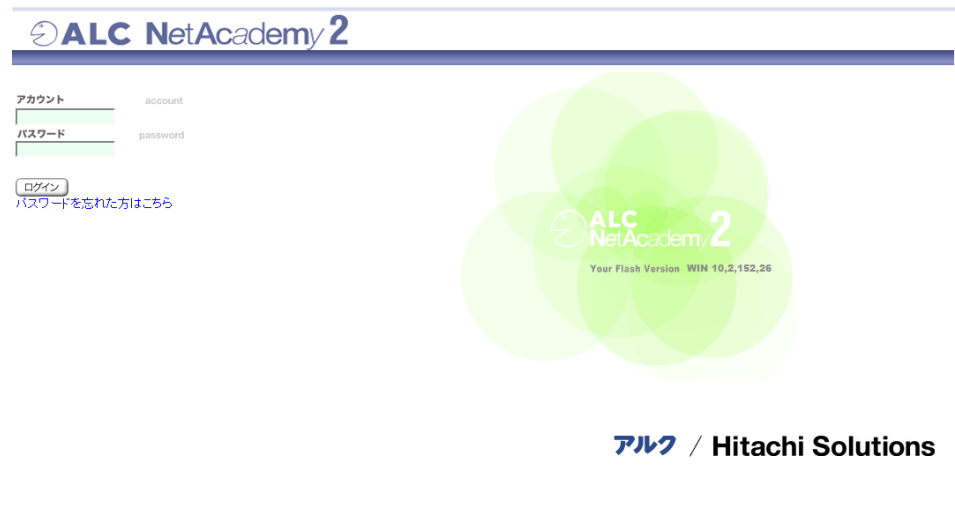 ALC NetAcademy 2
アカウント account
パスワード password
ログイン
パスワードを忘れた方はこちら
ALC
NetAcademy 2
Your Flash Version WIN 10,2,152,26
アルク / Hitachi Solutions